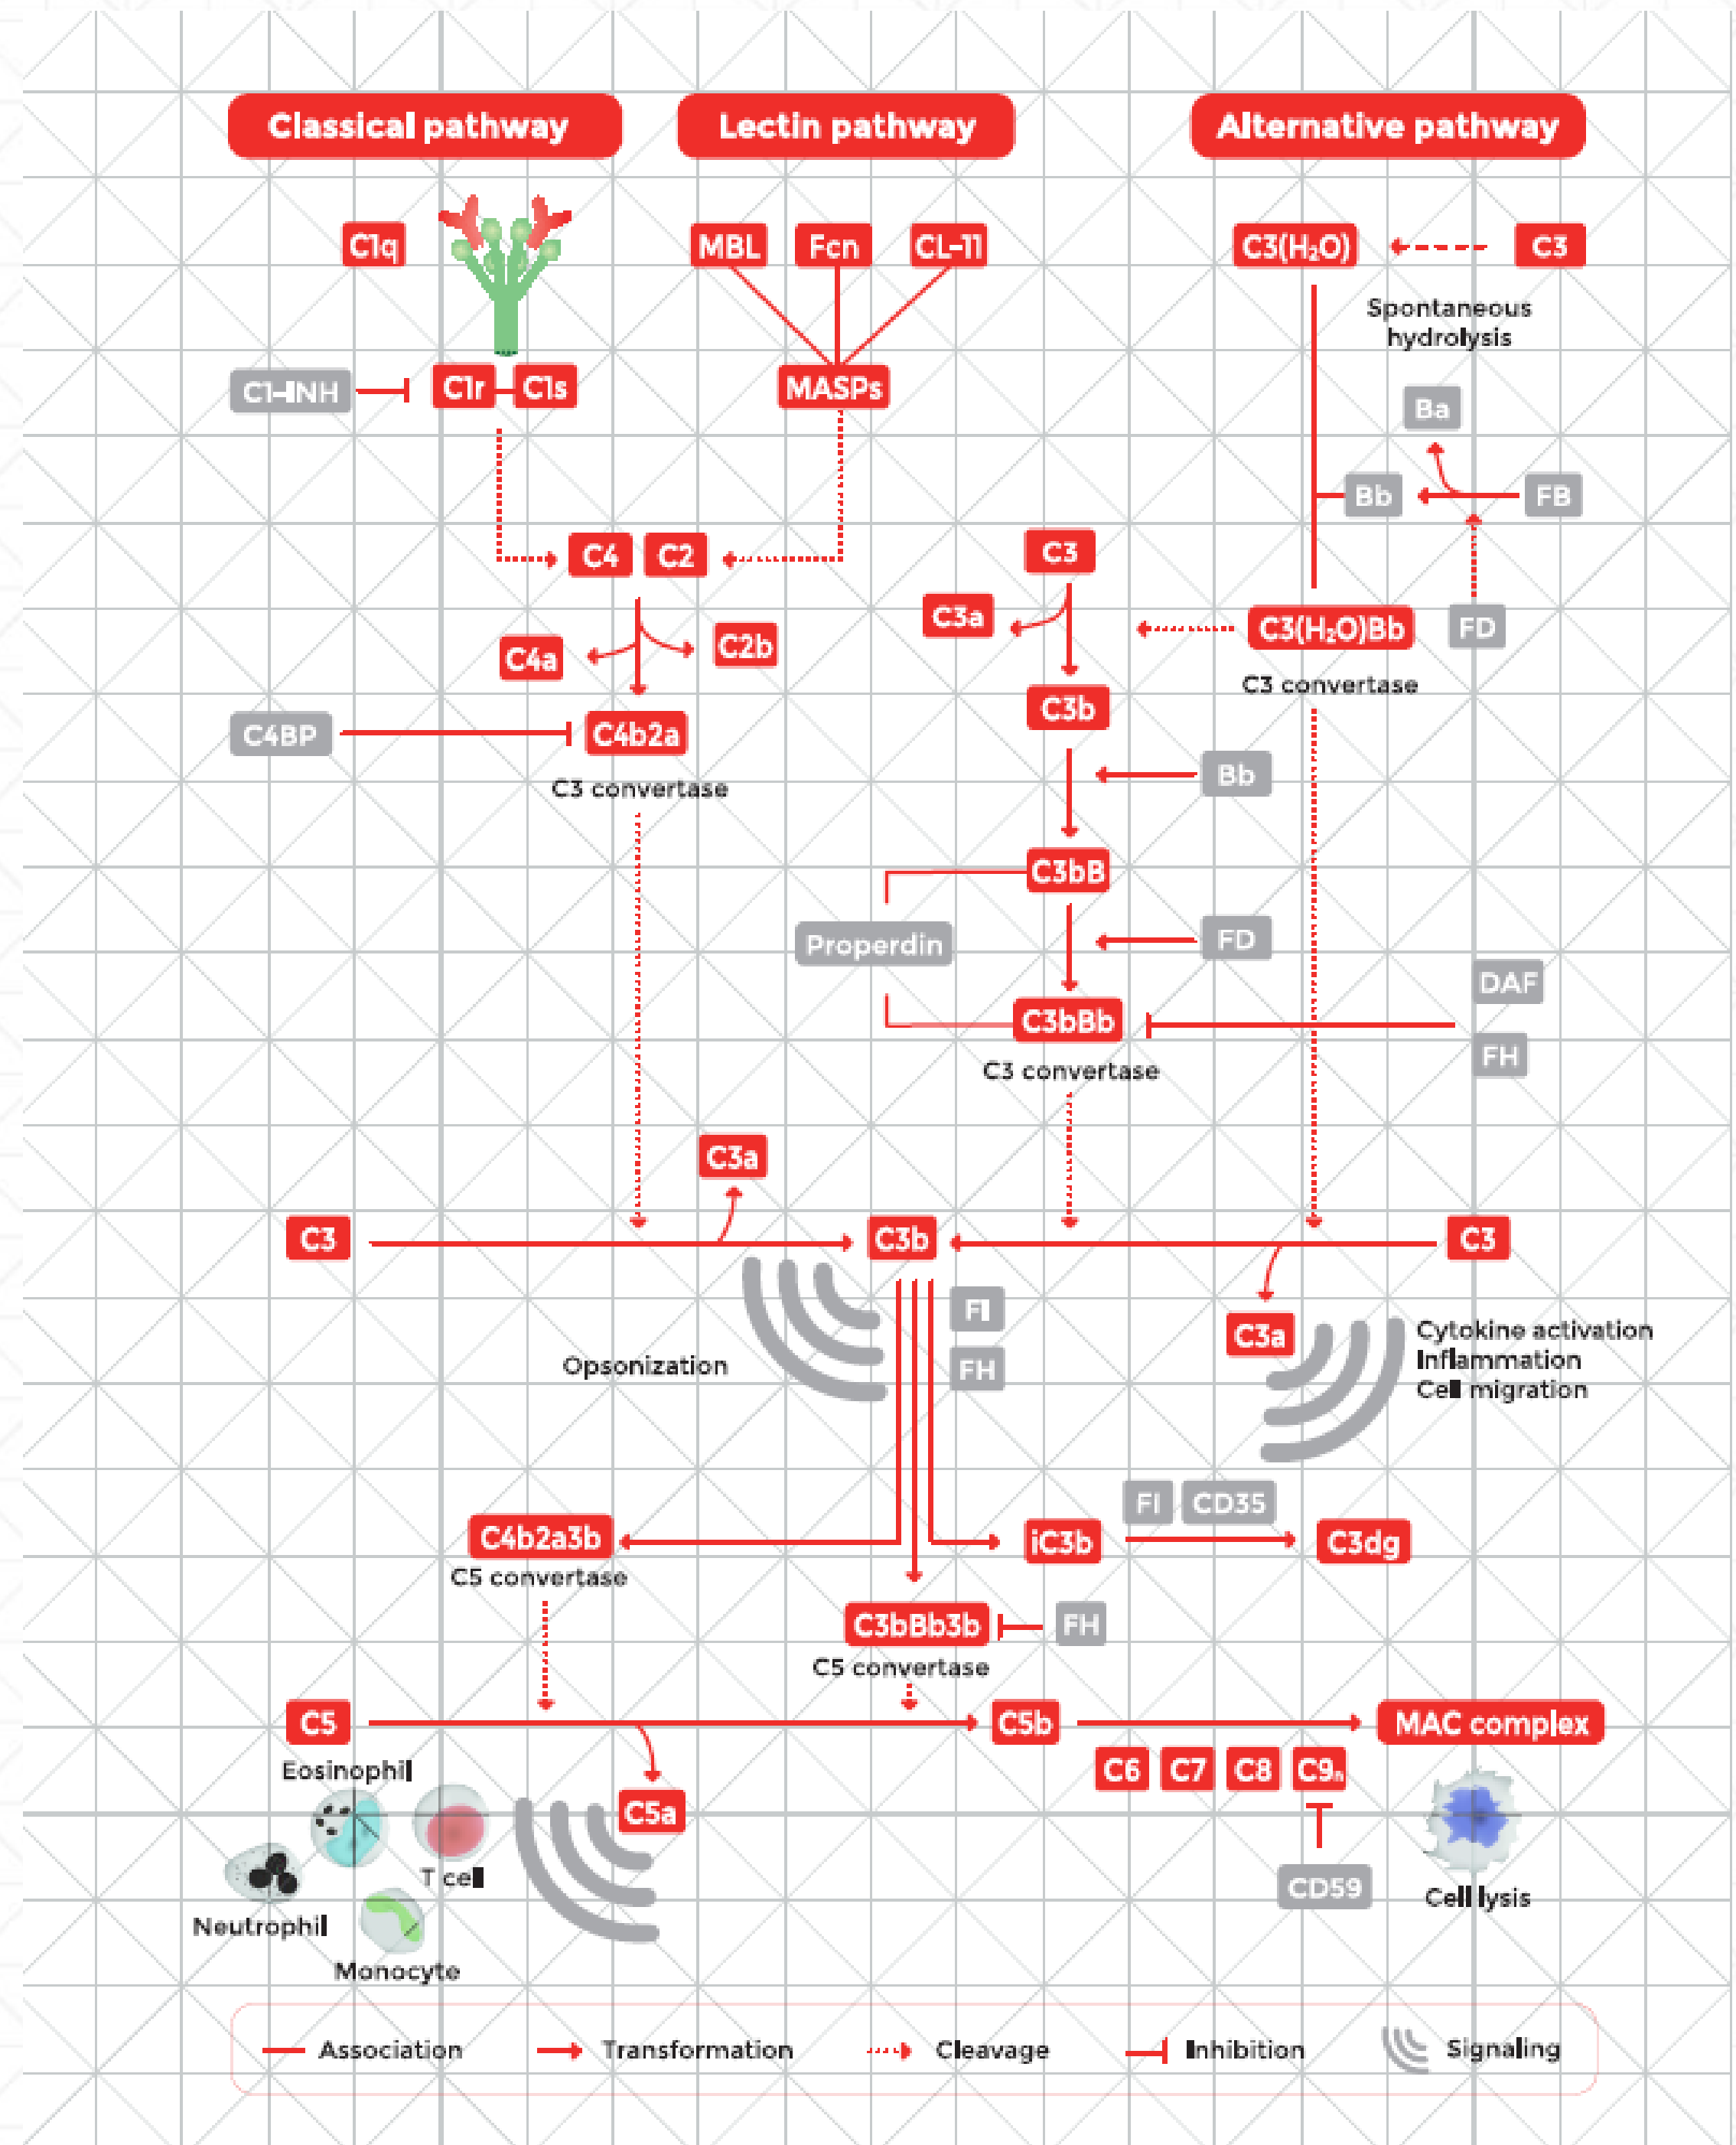 Classical pathway
Lectin pathway
Alternative pathway
C1q
MBL
Fcn
CL-11
C3(H₂O)
C3
Spontaneous
hydrolysis
C1-INH
C1r
C1s
MASPs
Ba
Bb
FB
C4
C2
C3
C3a
C3(H₂O)Bb
FD
C4a
C2b
C3 convertase
C3b
C4BP
C4b2a
C3 convertase
Bb
C3bB
Properdin
FD
DAF
C3bBb
FH
C3 convertase
C3a
C3
C3b
C3
FI
FH
C3a
Cytokine activation
Inflammation
Cell migration
Opsonization
FI
CD35
C4b2a3b
iC3b
C3dg
C5 convertase
C3bBb3b
FH
C5 convertase
C5
C5b
MAC complex
C6
C7
C8
C9ₙ
Eosinophil
C5a
T cell
CD59
Cell lysis
Neutrophil
Monocyte
Association
Transformation
Cleavage
Inhibition
Signaling